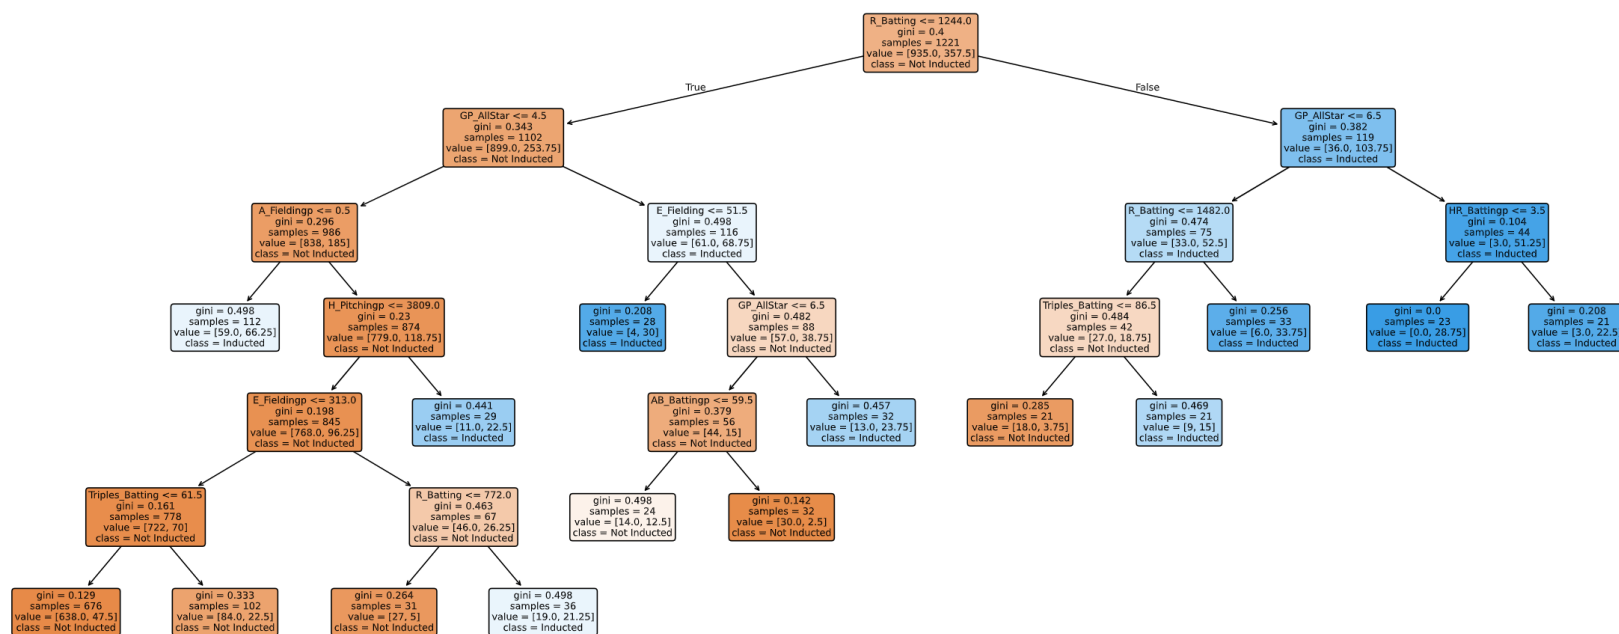 R_Batting <= 1244.0
gini = 0.4
samples = 1221
value = [935.0, 357.5]
class = Not Inducted
True
False
GP_AllStar <= 4.5
gini = 0.343
samples = 1102
value = [899.0, 253.75]
class = Not Inducted
GP_AllStar <= 6.5
gini = 0.382
samples = 119
value = [36.0, 103.75]
class = Inducted
A_Fieldingp <= 0.5
gini = 0.296
samples = 986
value = [838, 185]
class = Not Inducted
E_Fielding <= 51.5
gini = 0.498
samples = 116
value = [61.0, 68.75]
class = Inducted
R_Batting <= 1482.0
gini = 0.474
samples = 75
value = [33.0, 52.5]
class = Inducted
HR_Battingp <= 3.5
gini = 0.104
samples = 44
value = [3.0, 51.25]
class = Inducted
gini = 0.498
samples = 112
value = [59.0, 66.25]
class = Inducted
H_Pitchingp <= 3809.0
gini = 0.23
samples = 874
value = [779.0, 118.75]
class = Not Inducted
gini = 0.208
samples = 28
value = [4, 30]
class = Inducted
GP_AllStar <= 6.5
gini = 0.482
samples = 88
value = [57.0, 38.75]
class = Not Inducted
Triples_Batting <= 86.5
gini = 0.484
samples = 42
value = [27.0, 18.75]
class = Not Inducted
gini = 0.256
samples = 33
value = [6.0, 33.75]
class = Inducted
gini = 0.0
samples = 23
value = [0.0, 28.75]
class = Inducted
gini = 0.208
samples = 21
value = [3.0, 22.5]
class = Inducted
E_Fieldingp <= 313.0
gini = 0.198
samples = 845
value = [768.0, 96.25]
class = Not Inducted
gini = 0.441
samples = 29
value = [11.0, 22.5]
class = Inducted
AB_Battingp <= 59.5
gini = 0.379
samples = 56
value = [44, 15]
class = Not Inducted
gini = 0.457
samples = 32
value = [13.0, 23.75]
class = Inducted
gini = 0.285
samples = 21
value = [18.0, 3.75]
class = Not Inducted
gini = 0.469
samples = 21
value = [9, 15]
class = Inducted
Triples_Batting <= 61.5
gini = 0.161
samples = 778
value = [722, 70]
class = Not Inducted
R_Batting <= 772.0
gini = 0.463
samples = 67
value = [46.0, 26.25]
class = Not Inducted
gini = 0.498
samples = 24
value = [14.0, 12.5]
class = Not Inducted
gini = 0.142
samples = 32
value = [30.0, 2.5]
class = Not Inducted
gini = 0.129
samples = 676
value = [638.0, 47.5]
class = Not Inducted
gini = 0.333
samples = 102
value = [84.0, 22.5]
class = Not Inducted
gini = 0.264
samples = 31
value = [27, 5]
class = Not Inducted
gini = 0.498
samples = 36
value = [19.0, 21.25]
class = Inducted